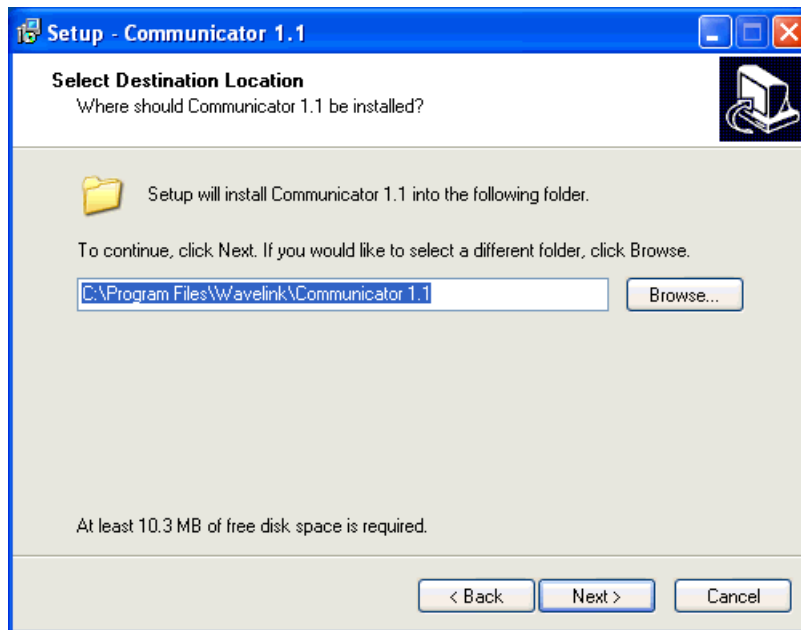 Setup - Communicator 1.1
Select Destination Location
Where should Communicator 1.1 be installed?
Setup will install Communicator 1.1 into the following folder.
To continue, click Next. If you would like to select a different folder, click Browse.
C:\Program Files\Wavelink\Communicator 1.1
Browse...
At least 10.3 MB of free disk space is required.
< Back
Next >
Cancel